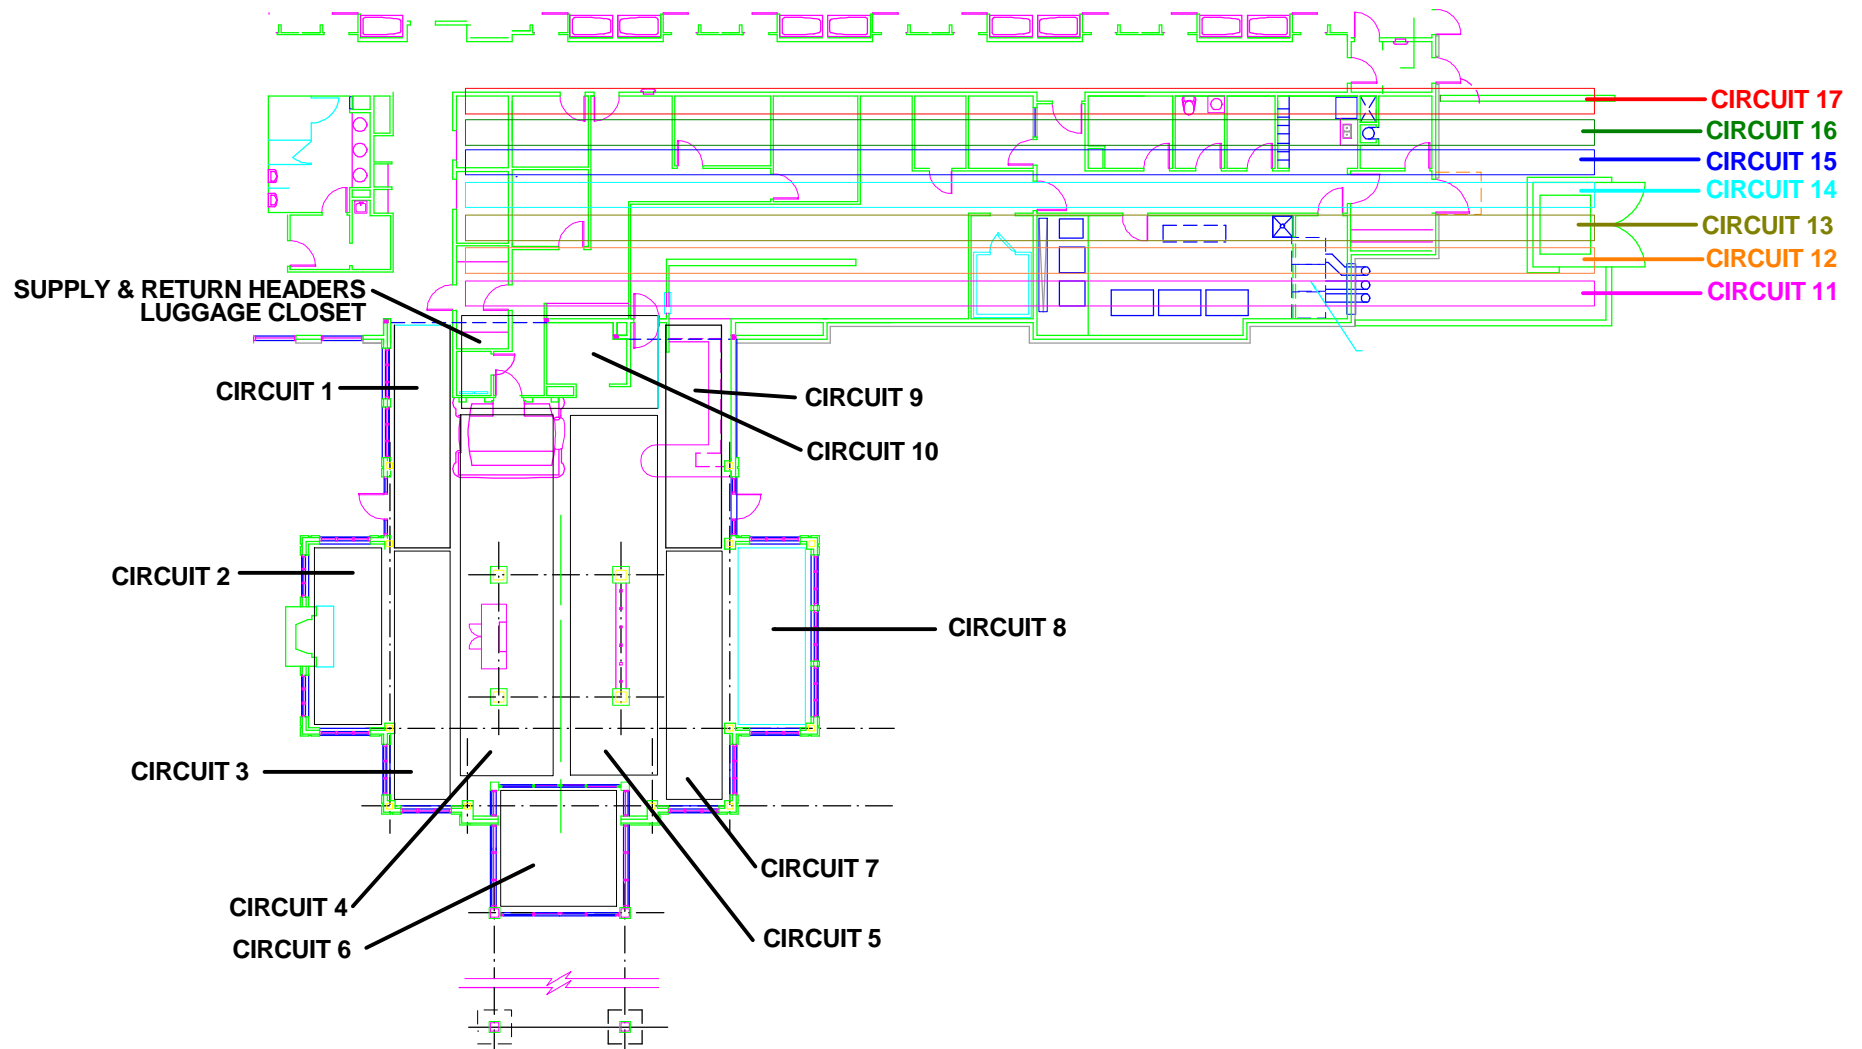 CIRCUIT 17
CIRCUIT 16
CIRCUIT 15
CIRCUIT 14
CIRCUIT 13
CIRCUIT 12
CIRCUIT 11
SUPPLY & RETURN HEADERS
LUGGAGE CLOSET
CIRCUIT 1
CIRCUIT 9
CIRCUIT 10
CIRCUIT 2
CIRCUIT 8
CIRCUIT 3
CIRCUIT 7
CIRCUIT 4
CIRCUIT 5
CIRCUIT 6